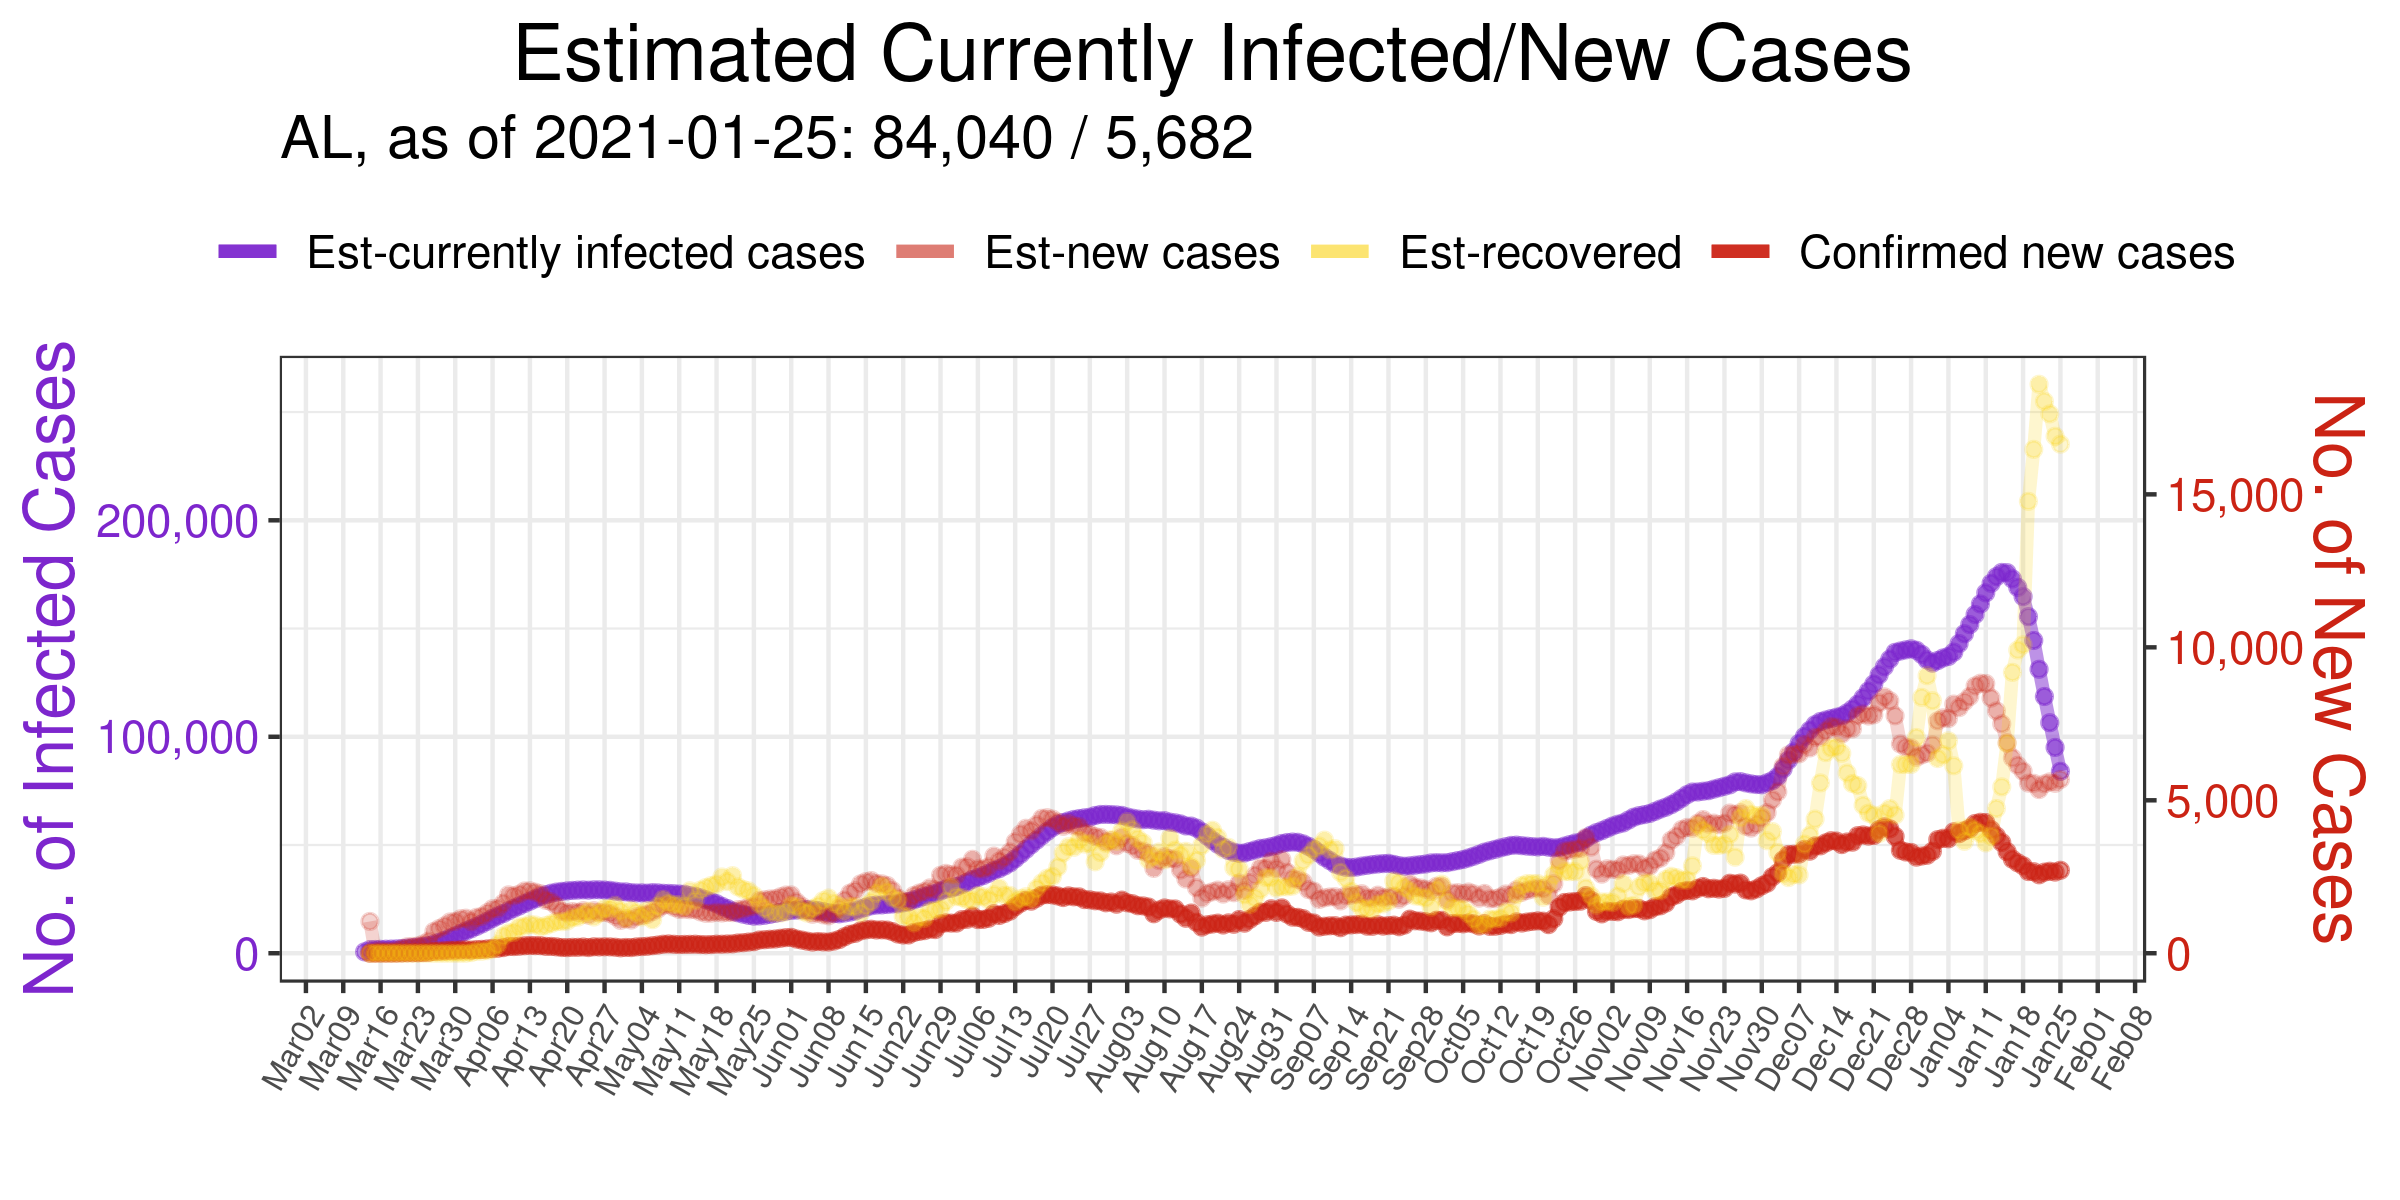 Estimated Currently Infected/New Cases
AL, as of 2021-01-25: 84,040 / 5,682
Est-currently infected cases Est-new cases Est-recovered Confirmed new cases
No. of Infected Cases
200,000
100,000
0
15,000
10,000
5,000
0
No. of New Cases
Mar02 Mar09 Mar16 Mar23 Mar30 Apr06 Apr13 Apr20 Apr27 May04 May11 May18 May25 Jun01 Jun08 Jun15 Jun22 Jun29 Jul06 Jul13 Jul20 Jul27 Aug03 Aug10 Aug17 Aug24 Aug31 Sep07 Sep14 Sep21 Sep28 Oct05 Oct12 Oct19 Oct26 Nov02 Nov09 Nov16 Nov23 Nov30 Dec07 Dec14 Dec21 Dec28 Jan04 Jan11 Jan18 Jan25 Feb01 Feb08